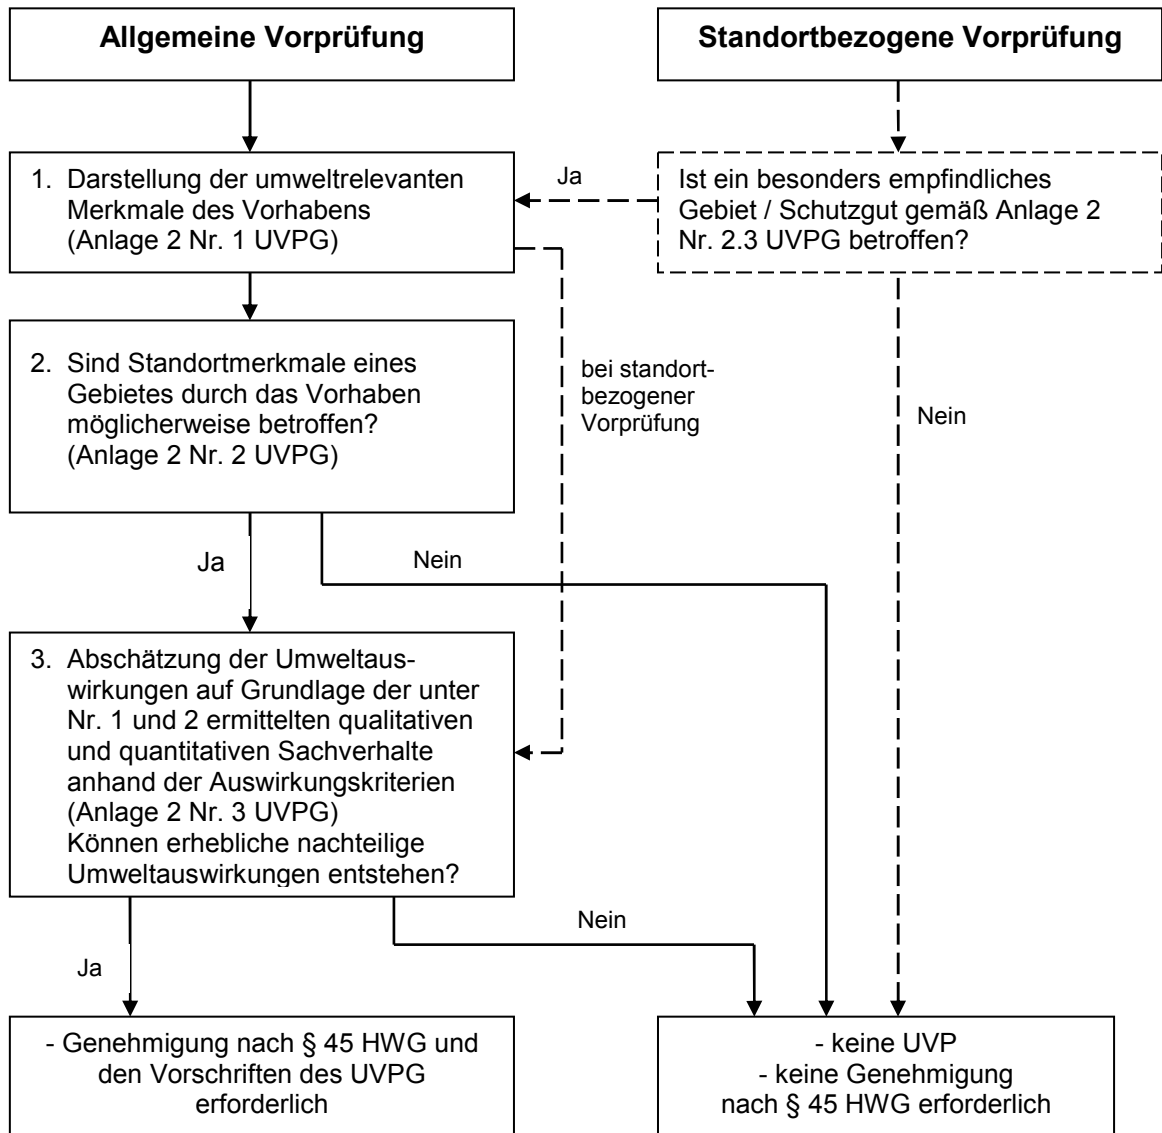 Allgemeine Vorprüfung
Standortbezogene Vorprüfung
1. Darstellung der umweltrelevanten
Merkmale des Vorhabens
(Anlage 2 Nr. 1 UVPG)
Ja
Ist ein besonders empfindliches
Gebiet / Schutzgut gemäß Anlage 2
Nr. 2.3 UVPG betroffen?
2. Sind Standortmerkmale eines
Gebietes durch das Vorhaben
möglicherweise betroffen?
(Anlage 2 Nr. 2 UVPG)
bei standort-
bezogener
Vorprüfung
Nein
Ja
Nein
3. Abschätzung der Umweltaus-
wirkungen auf Grundlage der unter
Nr. 1 und 2 ermittelten qualitativen
und quantitativen Sachverhalte
anhand der Auswirkungskriterien
(Anlage 2 Nr. 3 UVPG)
Können erhebliche nachteilige
Umweltauswirkungen entstehen?
Nein
Ja
- Genehmigung nach § 45 HWG und
den Vorschriften des UVPG
erforderlich
- keine UVP
- keine Genehmigung
nach § 45 HWG erforderlich